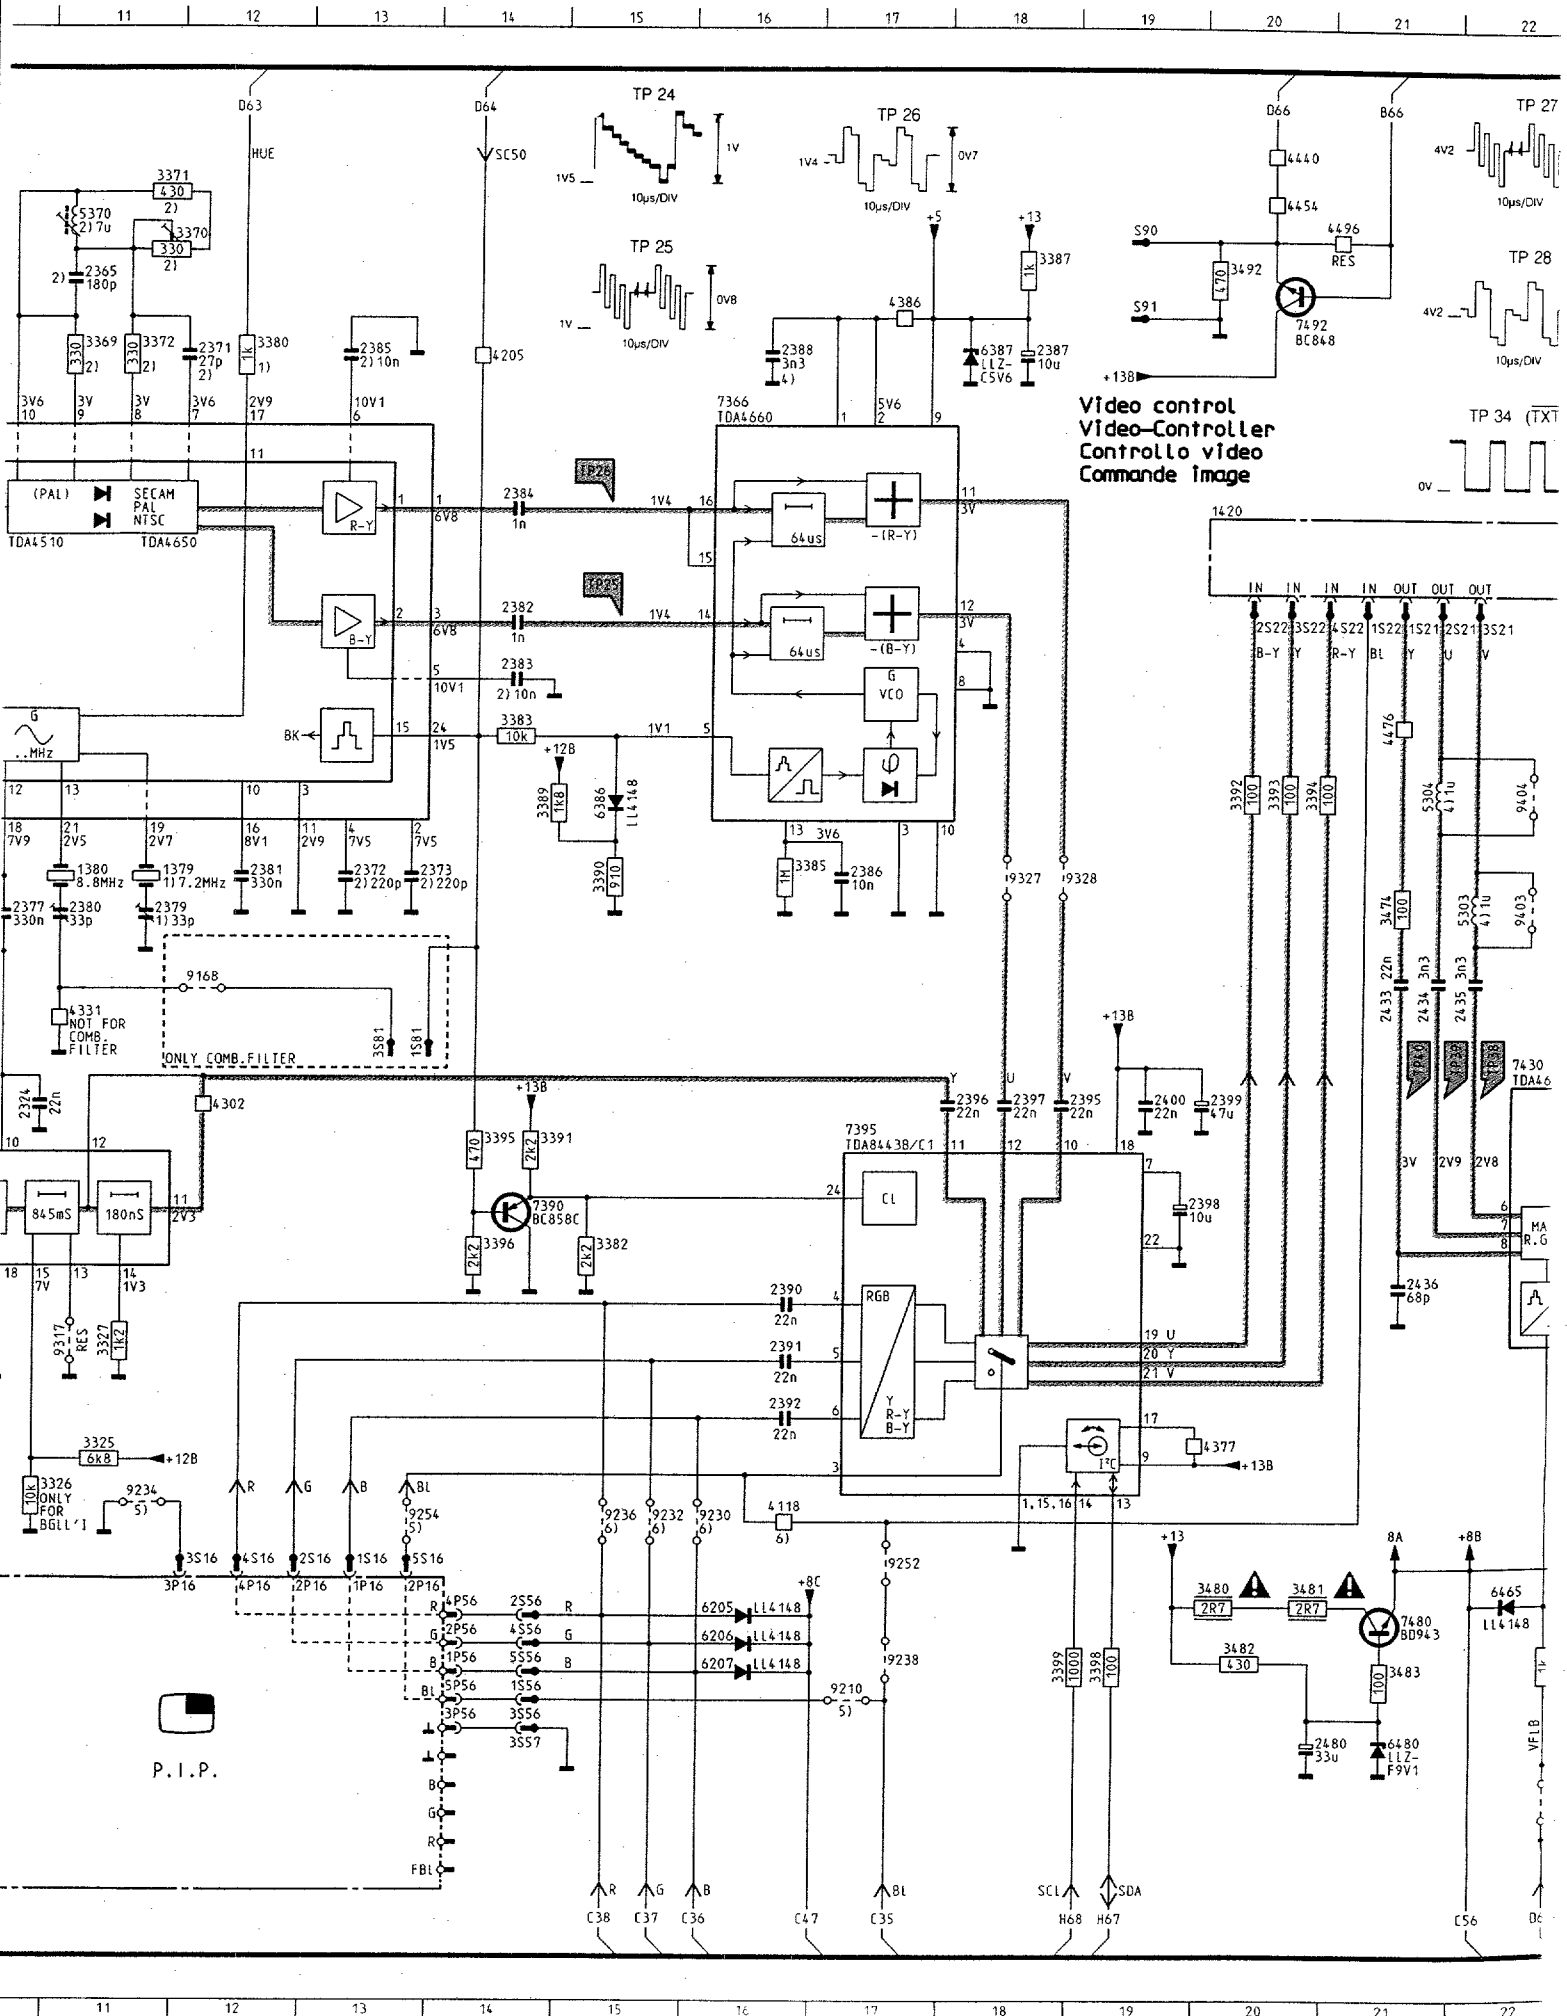 11 12 13 14 15 16 17 18 19 20 21 22
D63
D64
TP 24
TP 26
D66
B66
TP 27
HUE
SC50
1V
1V5
10µs/DIV
1V4
0V7
10µs/DIV
4440
4V2
10µs/DIV
3371
430
2)
4454
5370
2)7u
3370
330
2)
+5
+13
S90
4496
RES
TP 25
TP 28
2)
2365
180p
1k
3387
470
3492
0V8
1V
10µs/DIV
4386
S91
7492
BC848
4V2
10µs/DIV
330
3369
2)
330
3372
2)
2371
27p
2)
1k
3380
1)
2385
2)10n
4205
2388
3n3
4)
6387
LLZ-
C5V6
2387
10u
+13B
3V6
10
3V
9
3V
8
3V6
7
2V9
17
10V1
6
7366
TDA4660
1
5V6
2
9
Video control
Video-Controller
Controllo video
Commande image
TP 34 (TXT
0V
11
(PAL)
SECAM
PAL
NTSC
TDA4510
TDA4650
R-Y
1
1
6V8
2384
1n
TP26
1V4
16
15
64us
-(R-Y)
11
3V
1420
B-Y
2
3
6V8
2382
1n
TP25
1V4
14
64us
-(B-Y)
12
3V
4
8
IN IN IN IN OUT OUT OUT
2S22 3S22 4S22 1S22 1S21 2S21 3S21
B-Y Y R-Y BL Y U V
5
10V1
2383
2)10n
G
VCO
G
..MHz
BK
15
24
1V5
3383
10k
+12B
1V1
5
4476
12
13
10
3
3389
1k8
6386
LL4148
φ
3392
100
3393
100
3394
100
5304
4)1u
9404
18
7V9
21
2V5
19
2V7
16
8V1
11
2V9
4
7V5
2
7V5
13
3V6
3
10
1380
8.8MHz
1379
1)7.2MHz
2381
330n
2372
2)220p
2373
2)220p
3390
910
1M
3385
2386
10n
9327
9328
2377
330n
2380
33p
2379
1)33p
3474
100
5303
4)1u
9403
9168
4331
NOT FOR
COMB.
FILTER
3S81
1S81
ONLY COMB.FILTER
+13B
2433
22n
2434
3n3
2435
3n3
TP40
TP39
TP38
7430
TDA46
2324
22n
4302
+13B
Y
U
V
2396
22n
2397
22n
2395
22n
2400
22n
2399
47u
10
12
470
3395
2k2
3391
7395
TDA8443B/C1
11
12
10
18
3V
2V9
2V8
845mS
180nS
11
2V3
7390
BC858C
24
CL
7
2398
10u
22
6
7
8
MA
R.G
2k2
3396
2k2
3382
18
15
7V
13
14
1V3
9317
RES
3327
1k2
2390
22n
4
RGB
2436
68p
2391
22n
5
19 U
20 Y
21 V
2392
22n
6
Y
R-Y
B-Y
17
4377
9
+13B
I²C
3325
6k8
+12B
3
10k
3326
ONLY
FOR
BGLL'I
9234
5)
R
G
B
BL
9254
5)
9236
6)
9232
6)
9230
6)
4118
6)
1,15,16
14
13
3S16
4S16
2S16
1S16
5S16
3P16
4P16
2P16
1P16
2P16
9252
+13
8A
+8B
3480
2R7
3481
2R7
7480
BD943
6465
LL4148
+8C
R 4P56 2S56 R
G 2P56 4S56 G
B 1P56 5S56 B
BL 5P56 1S56
3P56 3S56
3S57
6205 LL4148
6206 LL4148
6207 LL4148
9238
9210
5)
3399
1000
3398
100
3482
430
100
3483
2480
33u
6480
LLZ-
F9V1
1k
VFLB
P.I.P.
B
G
R
FBL
R
G
B
BL
SCL
SDA
C38
C37
C36
C47
C35
H68
H67
C56
D6
11 12 13 14 15 16 17 18 19 20 21 22